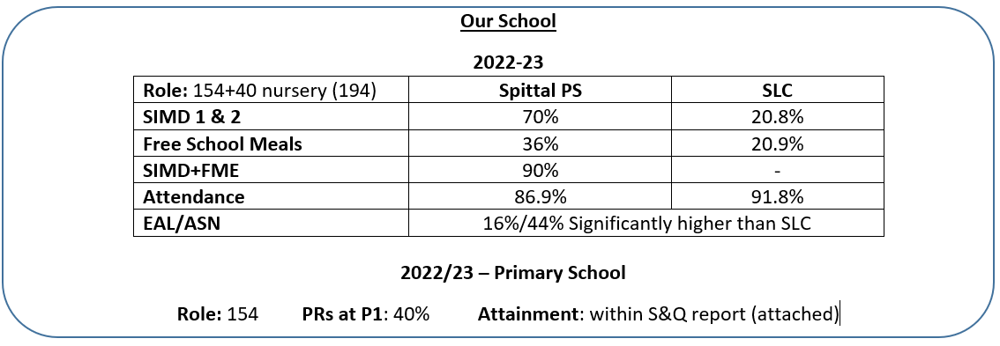 Our School
2022-23
Role: 154+40 nursery (194) Spittal PS SLC
SIMD 1 & 2 70% 20.8%
Free School Meals 36% 20.9%
SIMD+FME 90% -
Attendance 86.9% 91.8%
EAL/ASN 16%/44% Significantly higher than SLC
2022/23 – Primary School
Role: 154 PRs at P1: 40% Attainment: within S&Q report (attached)